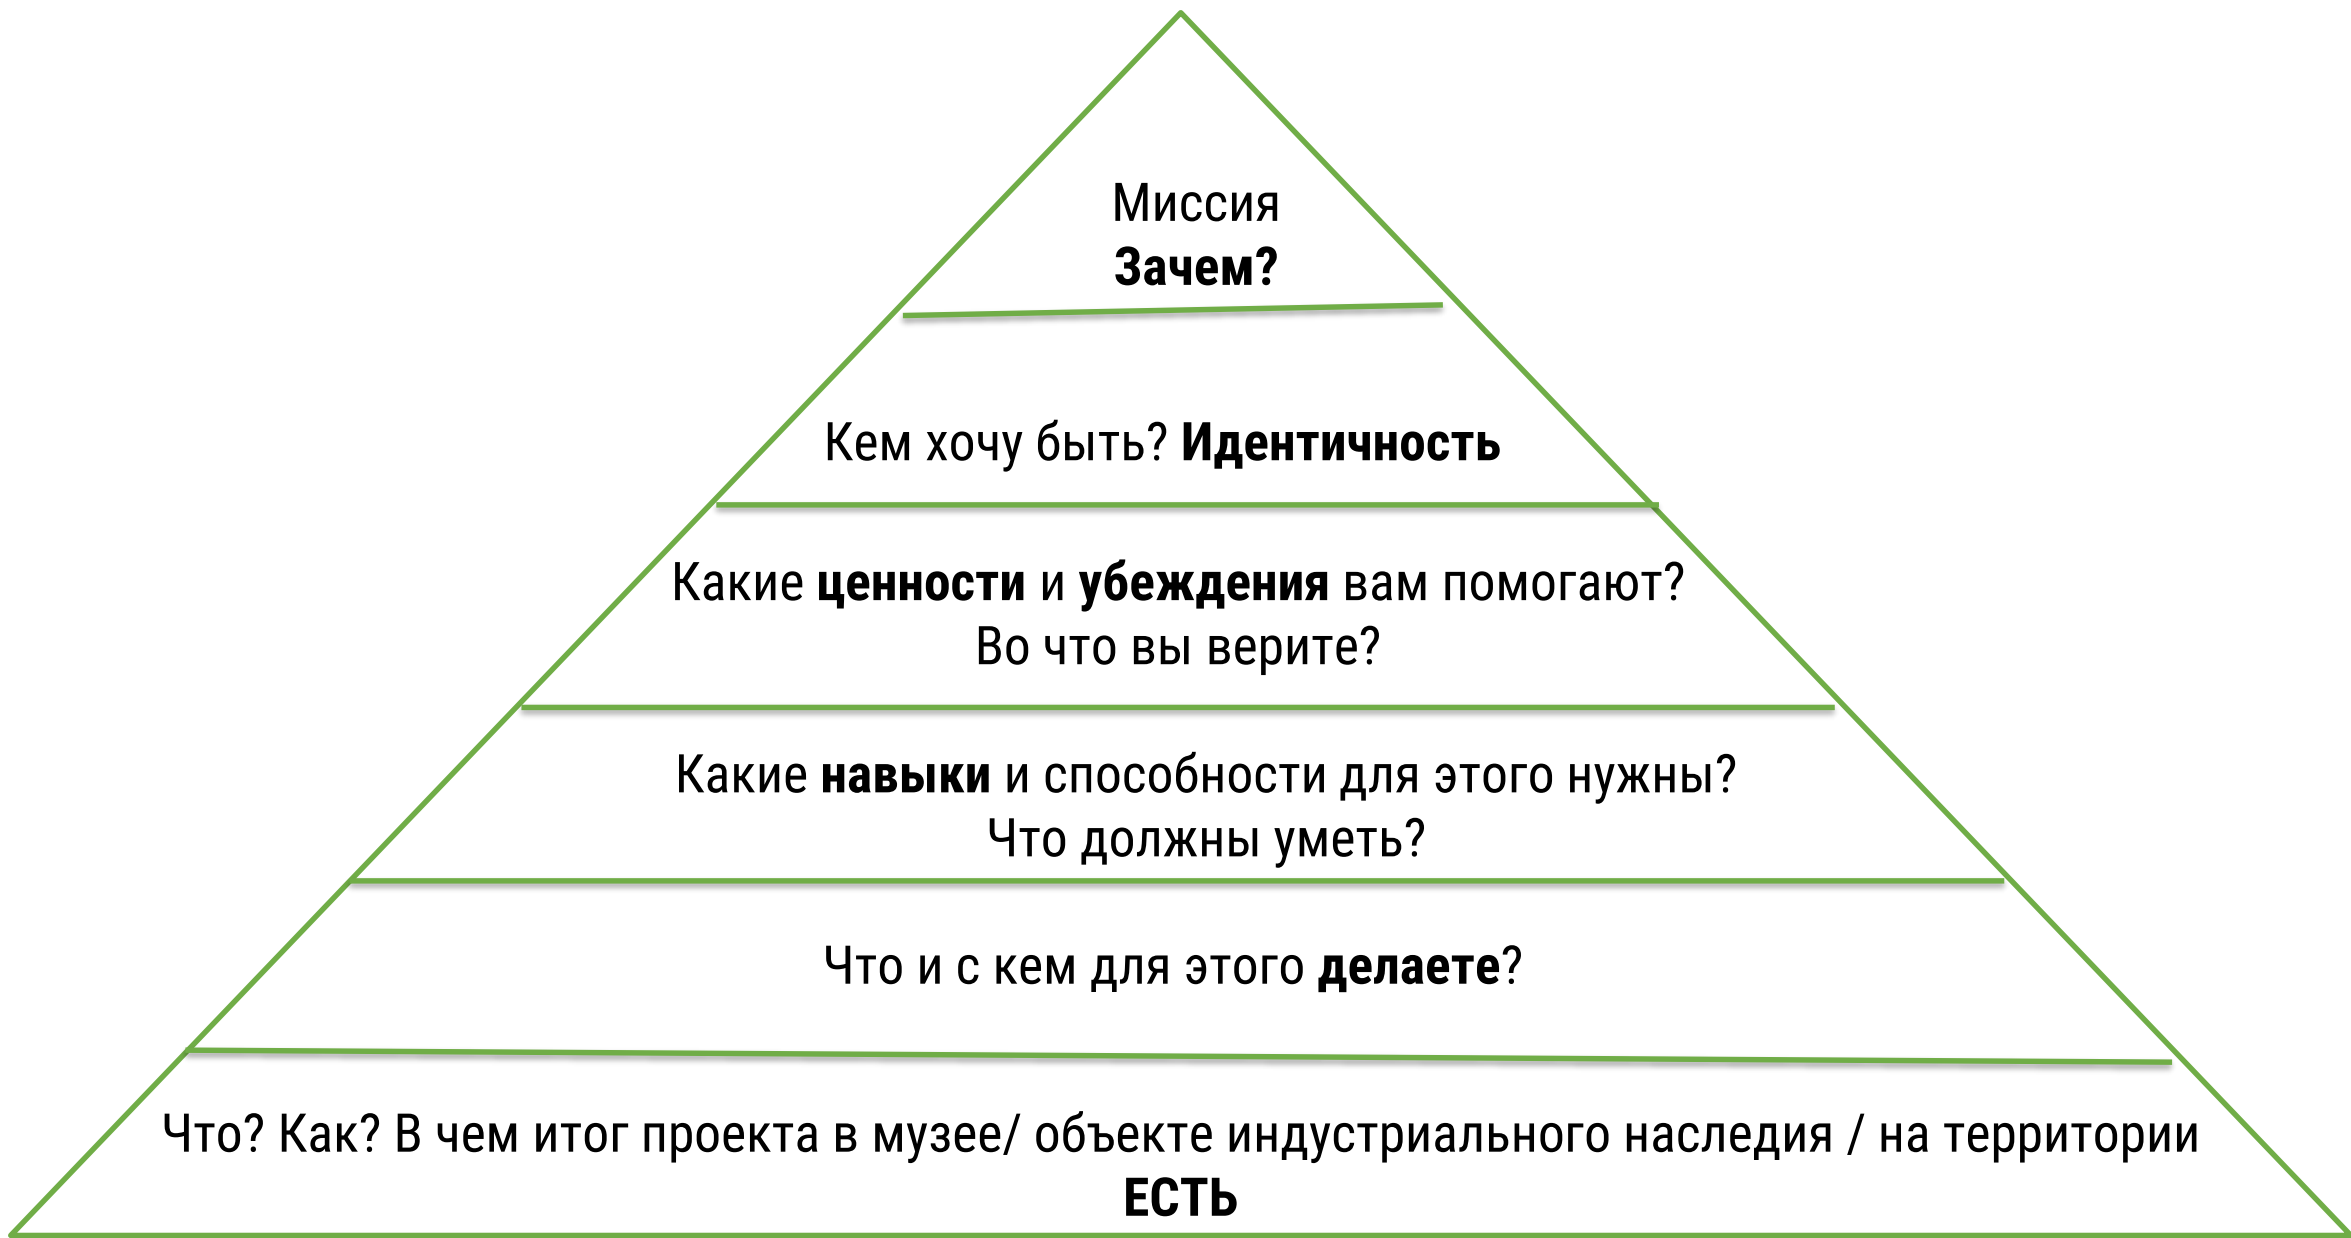 Миссия
Зачем?
Кем хочу быть? Идентичность
Какие ценности и убеждения вам помогают?
Во что вы верите?
Какие навыки и способности для этого нужны?
Что должны уметь?
Что и с кем для этого делаете?
Что? Как? В чем итог проекта в музее/ объекте индустриального наследия / на территории
ЕСТЬ